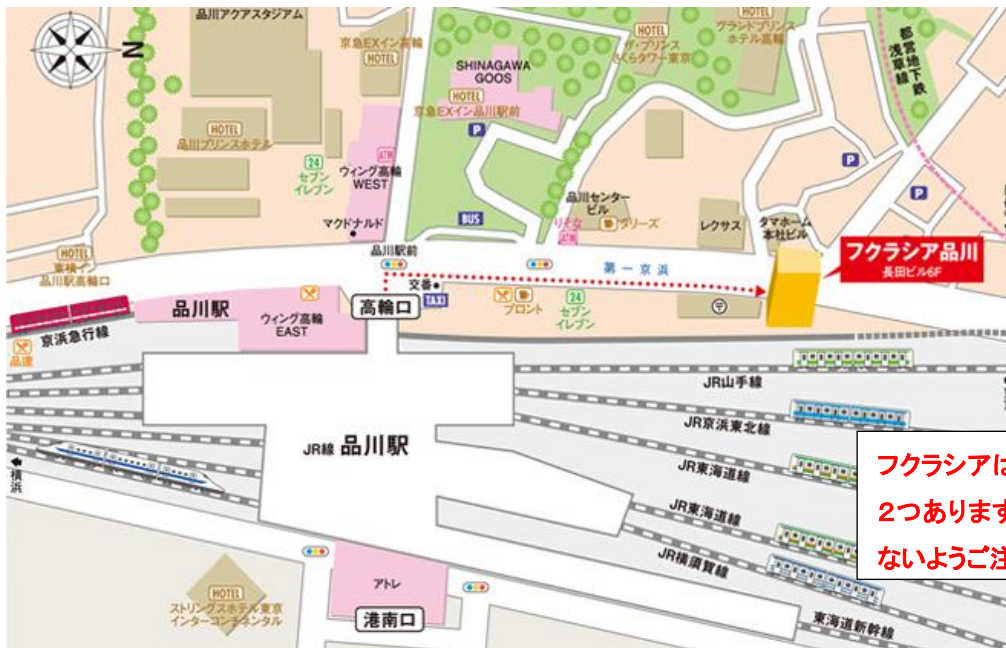 品川アクアスタジアム
京急EXイン高輪
HOTEL
SHINAGAWA
GOOS
HOTEL
京急EXイン品川駅前
HOTEL
ザ・プリンス
さくらタワー東京
HOTEL
グランドプリンス
ホテル高輪
都営地下鉄
浅草線
N
HOTEL
品川プリンスホテル
24
セブン
イレブン
ATM
ウィング高輪
WEST
マクドナルド
P
BUS
品川センター
ビル
りそな
ATM
タリーズ
レクサス
タマホーム
本社ビル
P
P
フクラシア品川
長田ビル6F
HOTEL
東横イン
品川駅高輪口
品川駅前
第一京浜
交番
TAXI
高輪口
品川駅
ウィング高輪
EAST
プロント
24
セブン
イレブン
〒
京浜急行線
品達
JR山手線
JR京浜東北線
JR線 品川駅
JR東海道線
JR東海道線
JR横須賀線
東海道新幹線
横浜
フクラシアは
2つあります
ないようご注
アトレ
港南口
HOTEL
ストリングスホテル東京
インターコンチネンタル